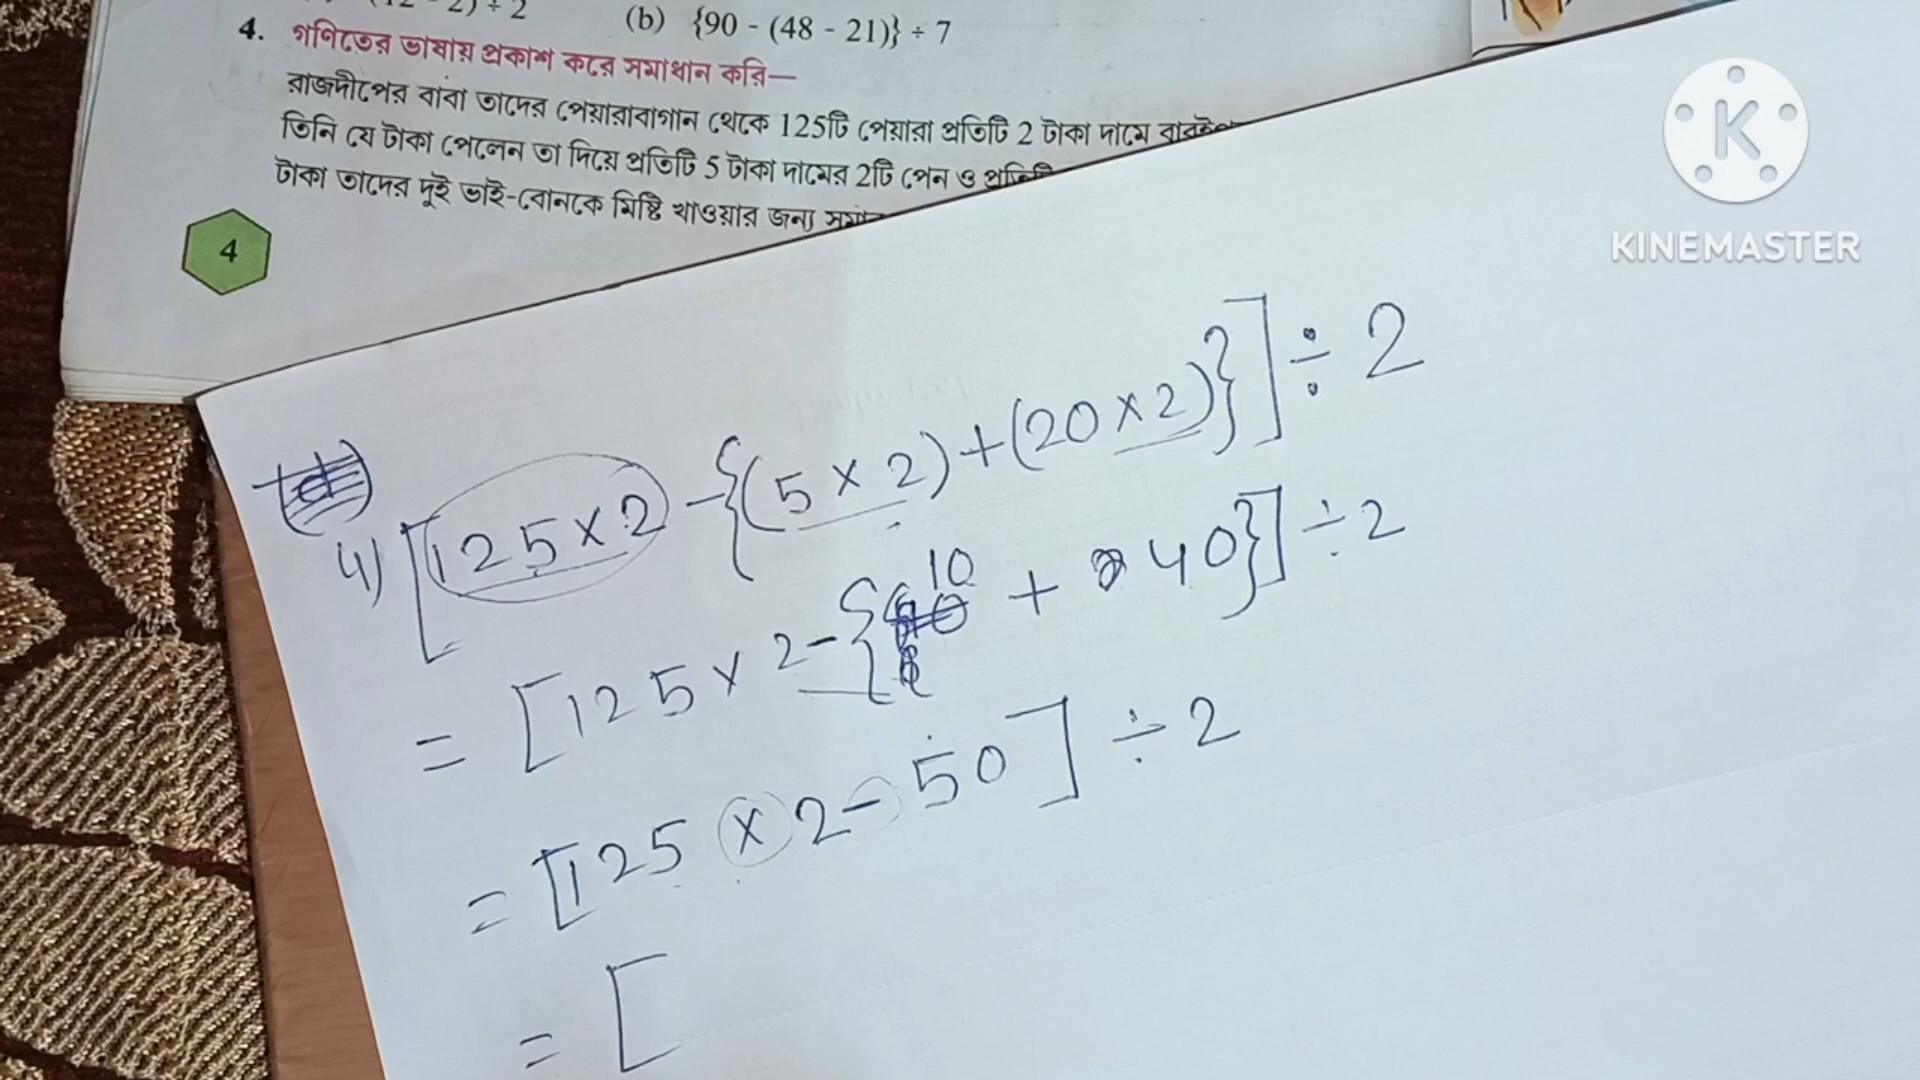 (b) {90 - (48 - 21)} ÷ 7
4. গণিতের ভাষায় প্রকাশ করে সমাধান করি—
রাজদীপের বাবা তাদের পেয়ারাবাগান থেকে 125টি পেয়ারা প্রতিটি 2 টাকা দামে
তিনি যে টাকা পেলেন তা দিয়ে প্রতিটি 5 টাকা দামের 2টি পেন ও প্রতিটি
টাকা তাদের দুই ভাই-বোনকে মিষ্টি খাওয়ার জন্য
4
K
KINEMASTER
4) [125 × 2 - {(5 × 2) + (20 × 2)}] ÷ 2
= [125 × 2 - {10 + 40}] ÷ 2
= [125 × 2 - 50] ÷ 2
= [